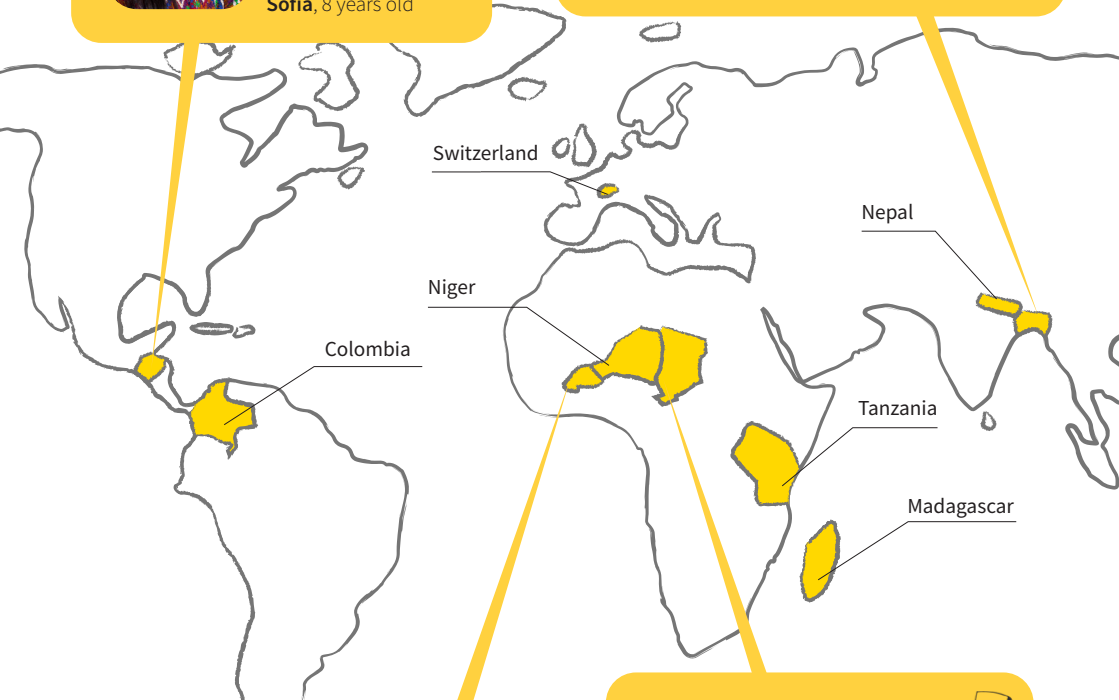 Sofia, 8 years old
Switzerland
Nepal
Niger
Colombia
Tanzania
Madagascar